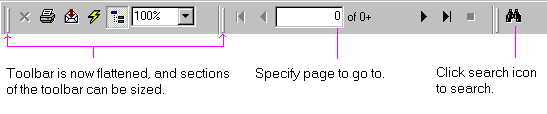 100%
0
of 0+
Toolbar is now flattened, and sections
of the toolbar can be sized.
Specify page to go to.
Click search icon
to search.